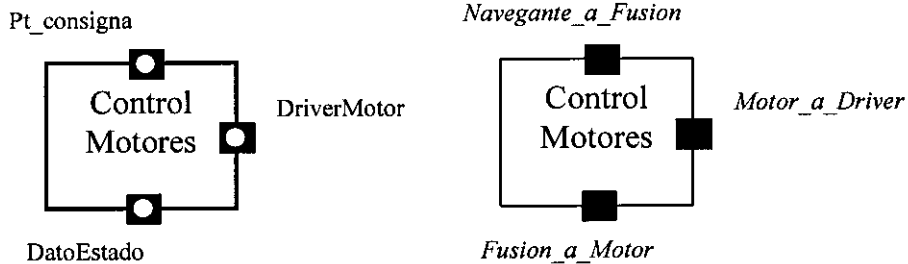 Pt_consigna
Control
Motores
DriverMotor
DatoEstado
Navegante_a_Fusion
Control
Motores
Motor_a_Driver
Fusion_a_Motor